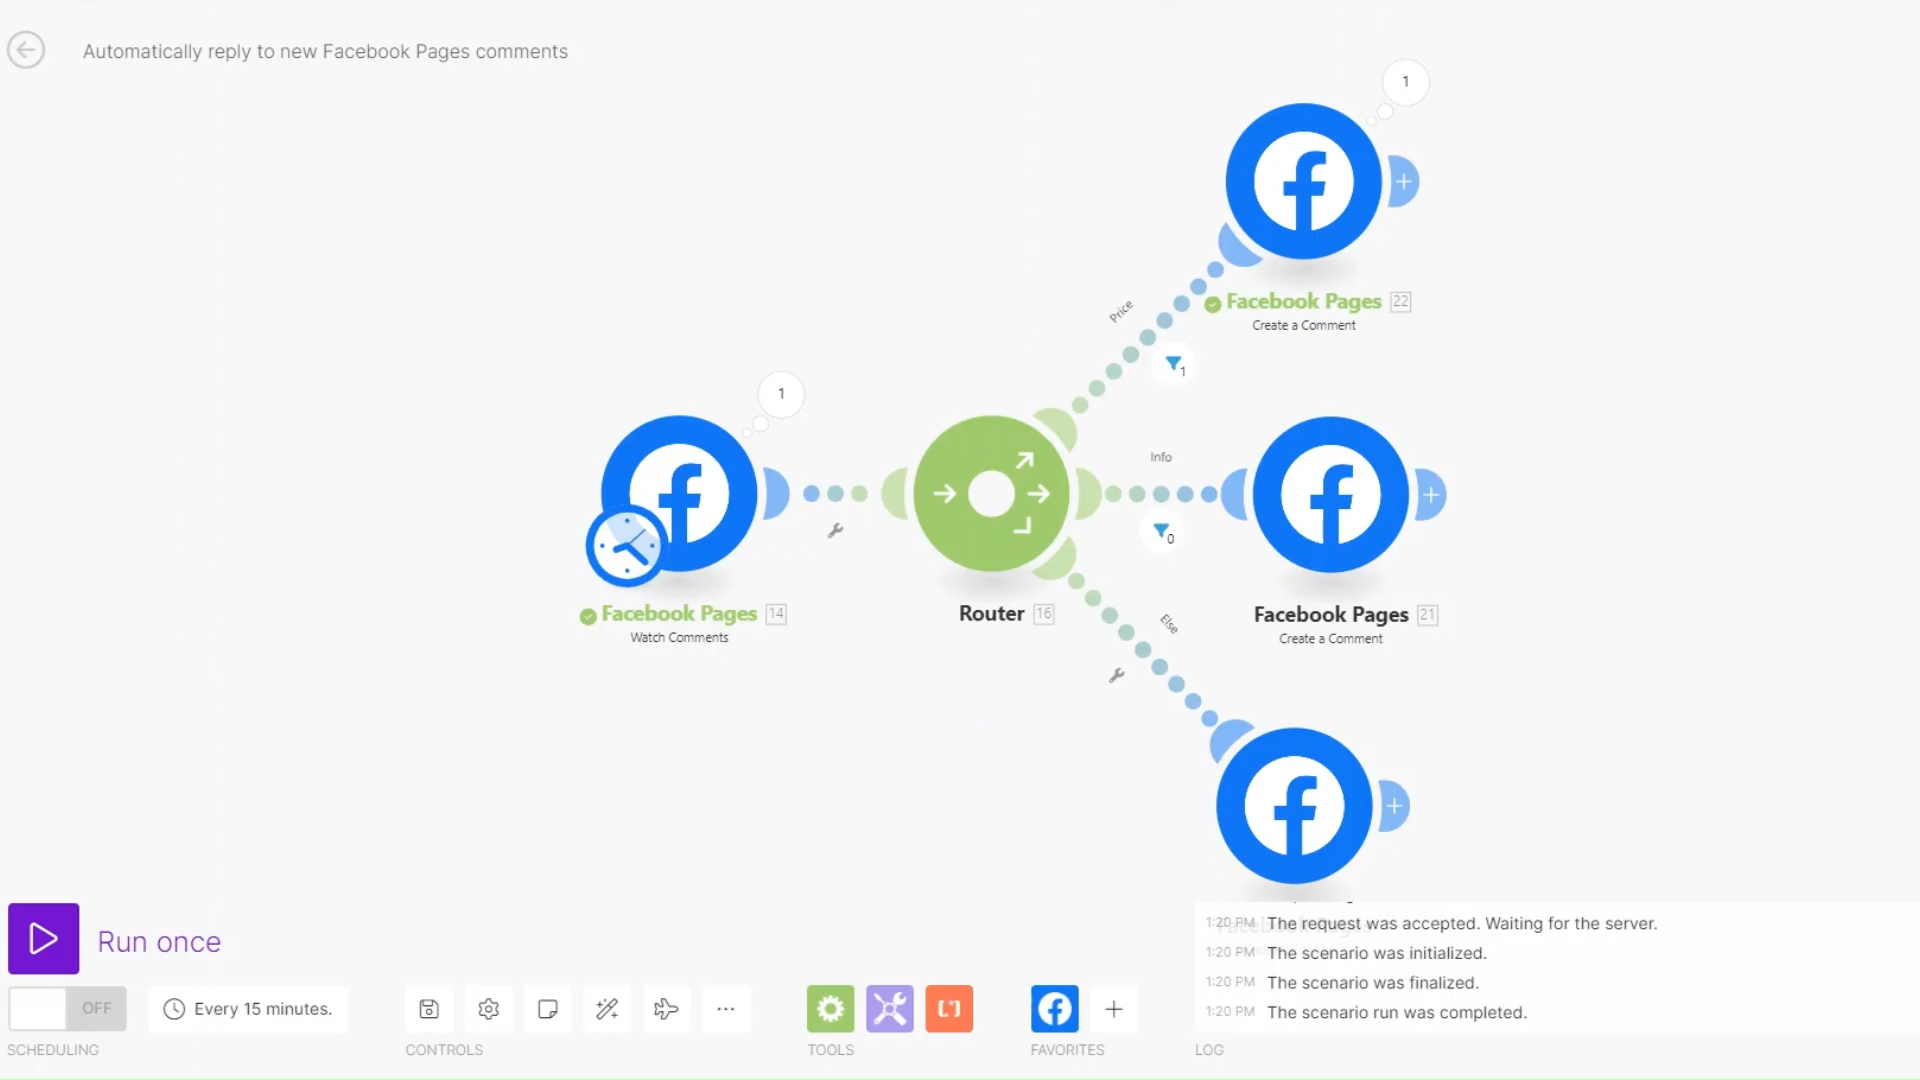 Automatically reply to new Facebook Pages comments
1
Facebook Pages 22
Create a Comment
Price
1
1
Info
0
Facebook Pages 14
Watch Comments
Router 16
Facebook Pages 21
Create a Comment
Else
Run once
1:20 PM The request was accepted. Waiting for the server.
1:20 PM The scenario was initialized.
1:20 PM The scenario was finalized.
1:20 PM The scenario run was completed.
OFF
Every 15 minutes.
SCHEDULING
CONTROLS
TOOLS
FAVORITES
LOG